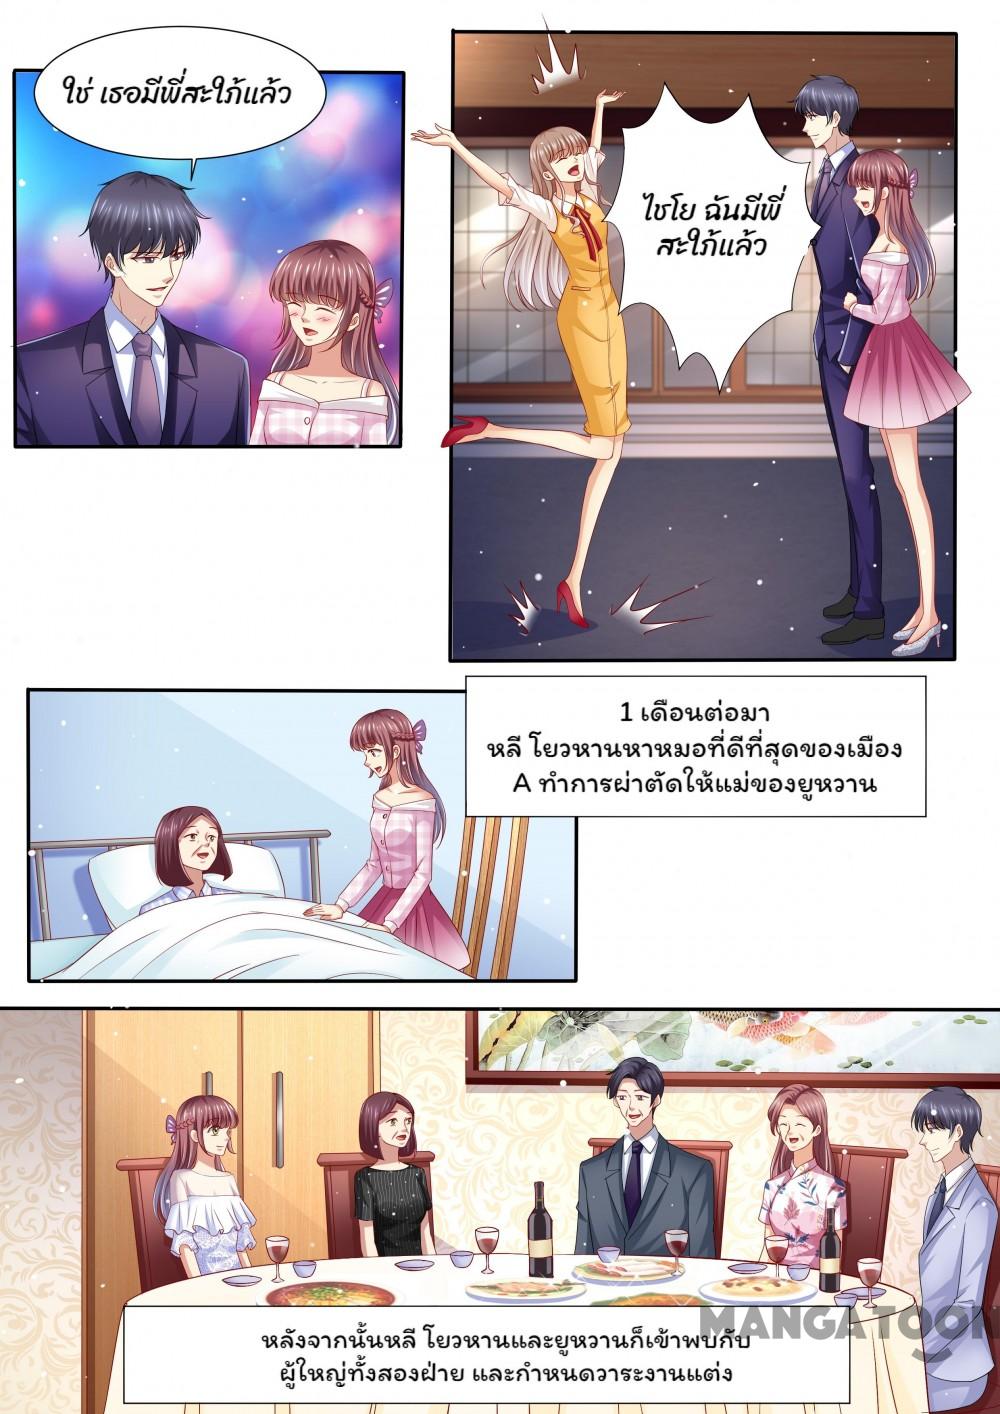 ใช่ เธอมีพี่สะใภ้แล้ว
ไชโย ฉันมีพี่
สะใภ้แล้ว
1 เดือนต่อมา
หลี โยวหานหาหมอที่ดีที่สุดของเมือง
A ทำการผ่าตัดให้แม่ของยูหวาน
หลังจากนั้นหลี โยวหานและยูหวานก็เข้าพบกับ
ผู้ใหญ่ทั้งสองฝ่าย และกำหนดวาระงานแต่ง
MANGATOON